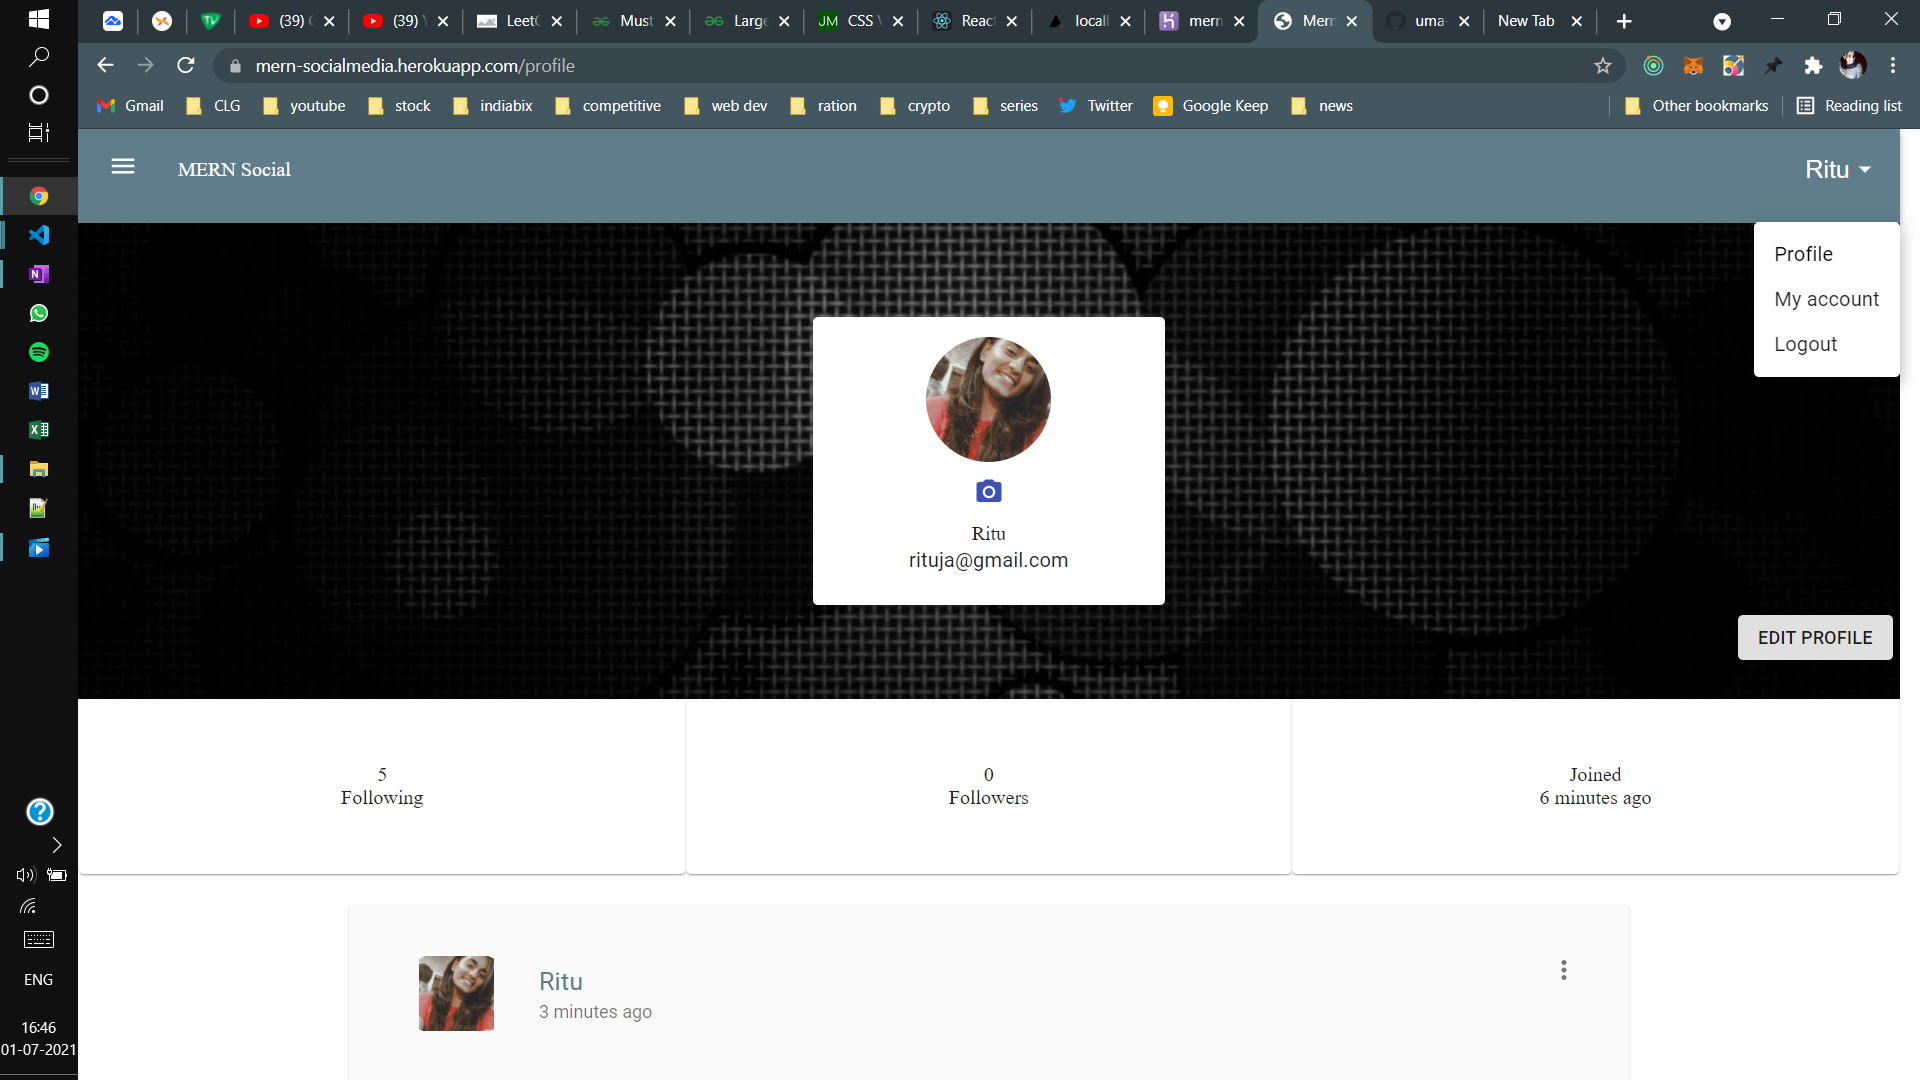 (39)
(39)
LeetC
Must
Large
JM CSS
React
locall
mern
Mern
uma-
New Tab
mern-socialmedia.herokuapp.com/profile
Gmail CLG youtube stock indiabix competitive web dev ration crypto series Twitter Google Keep news Other bookmarks Reading list
MERN Social
Ritu
Profile
My account
Logout
Ritu
rituja@gmail.com
EDIT PROFILE
5
Following
0
Followers
Joined
6 minutes ago
Ritu
3 minutes ago
ENG
16:46
01-07-2021